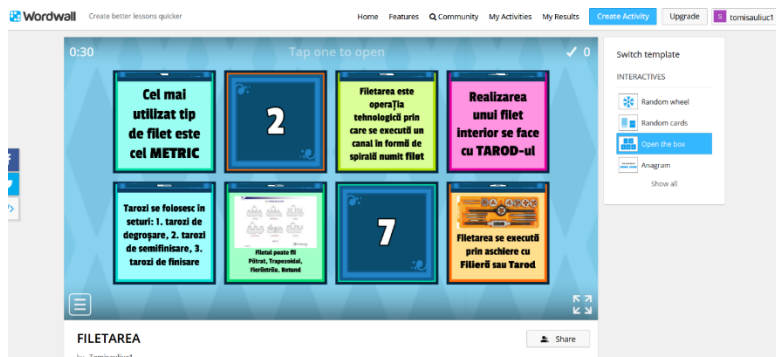 Wordwall Create better lessons quicker Home Features Community My Activities My Results Create Activity Upgrade S tomisauliuc1
0:30 Tap one to open ✓ 0
Cel mai
utilizat tip
de filet este
cel METRIC
2
Filetarea este
operaţia
tehnologică prin
care se execută un
canal în formă de
spirală numit filet
Realizarea
unui filet
interior se face
cu TAROD-ul
Tarozi se folosesc în
seturi: 1. tarozi de
degroşare, 2. tarozi
de semifinisare, 3.
tarozi de finisare
Filetul poate fi
Pătrat, Trapezoidal,
Fierăstrău, Rotund
7
Filetarea se execută
prin aschiere cu
Filieră sau Tarod
Switch template
INTERACTIVES
Random wheel
Random cards
Open the box
Anagram
Show all
FILETAREA
Share
by Tomisauliuc1